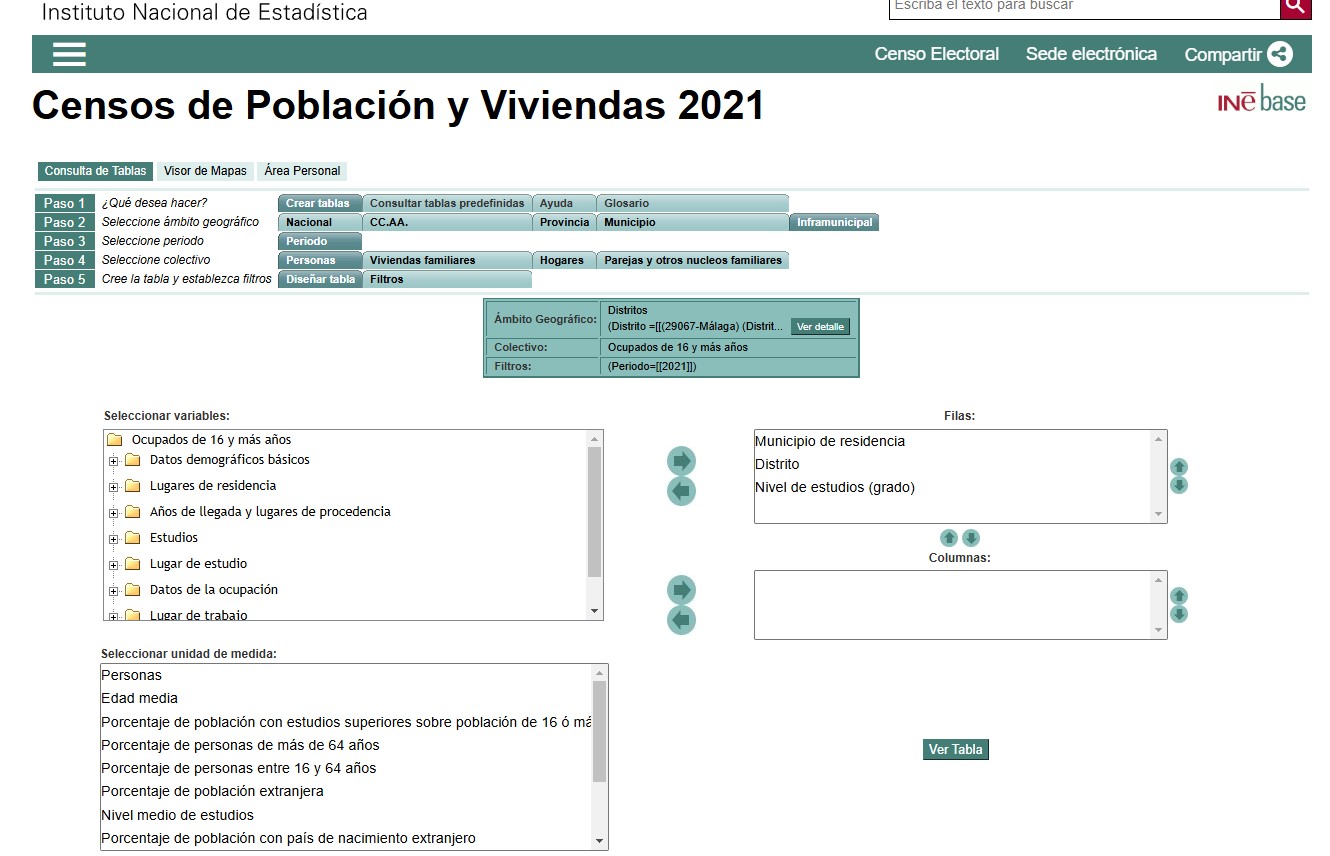 Instituto Nacional de Estadística
Escriba el texto para buscar
Censo Electoral Sede electrónica Compartir
Censos de Población y Viviendas 2021
INe base
Consulta de Tablas Visor de Mapas Área Personal
Paso 1 ¿Qué desea hacer? Crear tablas Consultar tablas predefinidas Ayuda Glosario
Paso 2 Seleccione ámbito geográfico Nacional CC.AA. Provincia Municipio Inframunicipal
Paso 3 Seleccione periodo Periodo
Paso 4 Seleccione colectivo Personas Viviendas familiares Hogares Parejas y otros nucleos familiares
Paso 5 Cree la tabla y establezca filtros Diseñar tabla Filtros
Ámbito Geográfico: Distritos
(Distrito =[[(29067-Málaga) (Distrit... Ver detalle
Colectivo: Ocupados de 16 y más años
Filtros: (Periodo=[[2021]])
Seleccionar variables:
Ocupados de 16 y más años
Datos demográficos básicos
Lugares de residencia
Años de llegada y lugares de procedencia
Estudios
Lugar de estudio
Datos de la ocupación
Lugar de trabajo
Filas:
Municipio de residencia
Distrito
Nivel de estudios (grado)
Columnas:
Seleccionar unidad de medida:
Personas
Edad media
Porcentaje de población con estudios superiores sobre población de 16 ó má
Porcentaje de personas de más de 64 años
Porcentaje de personas entre 16 y 64 años
Porcentaje de población extranjera
Nivel medio de estudios
Porcentaje de población con país de nacimiento extranjero
Ver Tabla